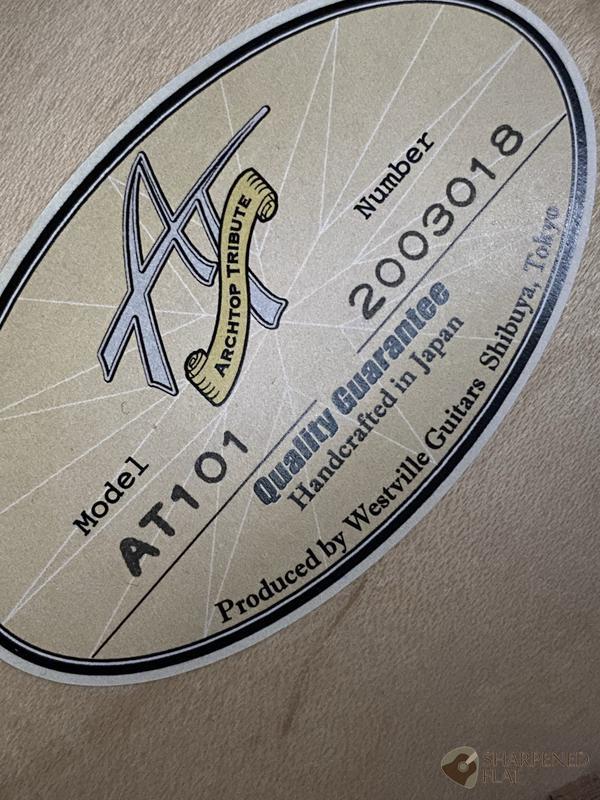 AT
ARCHTOP TRIBUTE
Model
AT101
Number
2003018
Quality Guarantee
Handcrafted in Japan
Produced by Westville Guitars Shibuya, Tokyo
SHARPENED
FLAT